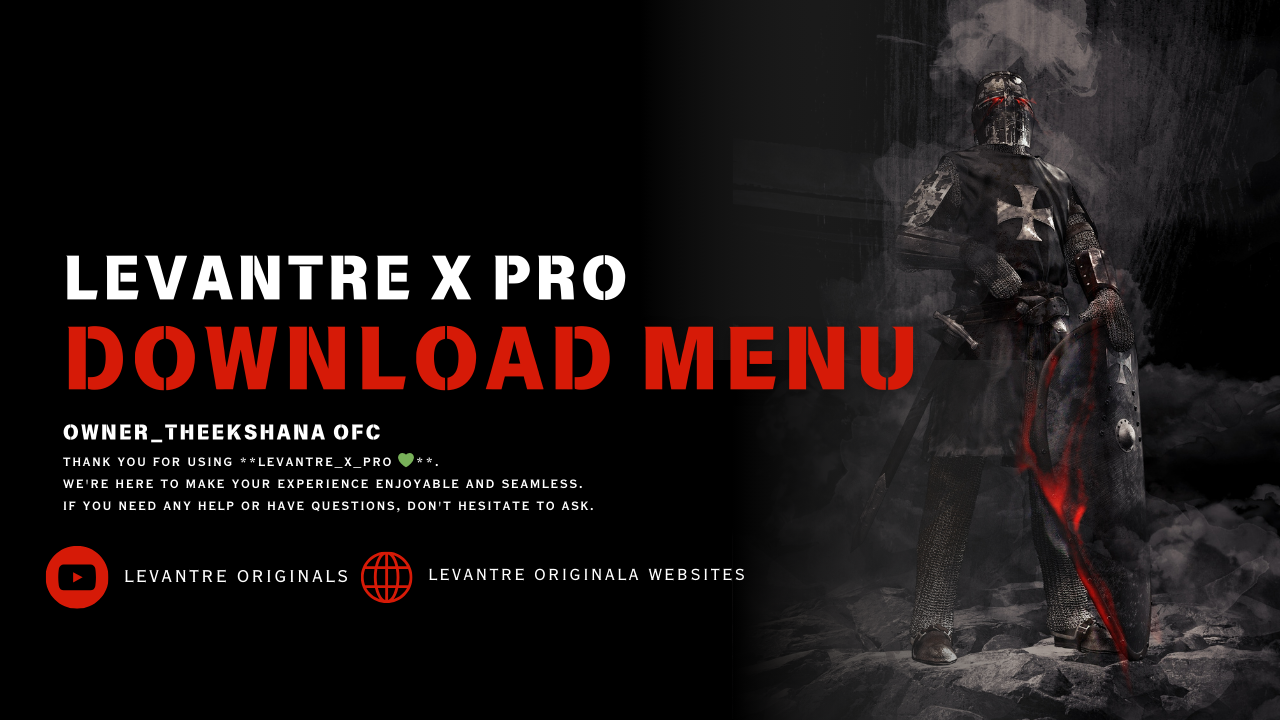 LEVANTRE X PRO
DOWNLOAD MENU
OWNER_THEEKSHANA OFC
THANK YOU FOR USING **LEVANTRE_X_PRO 💚**.
WE'RE HERE TO MAKE YOUR EXPERIENCE ENJOYABLE AND SEAMLESS.
IF YOU NEED ANY HELP OR HAVE QUESTIONS, DON'T HESITATE TO ASK.
LEVANTRE ORIGINALS
LEVANTRE ORIGINALA WEBSITES